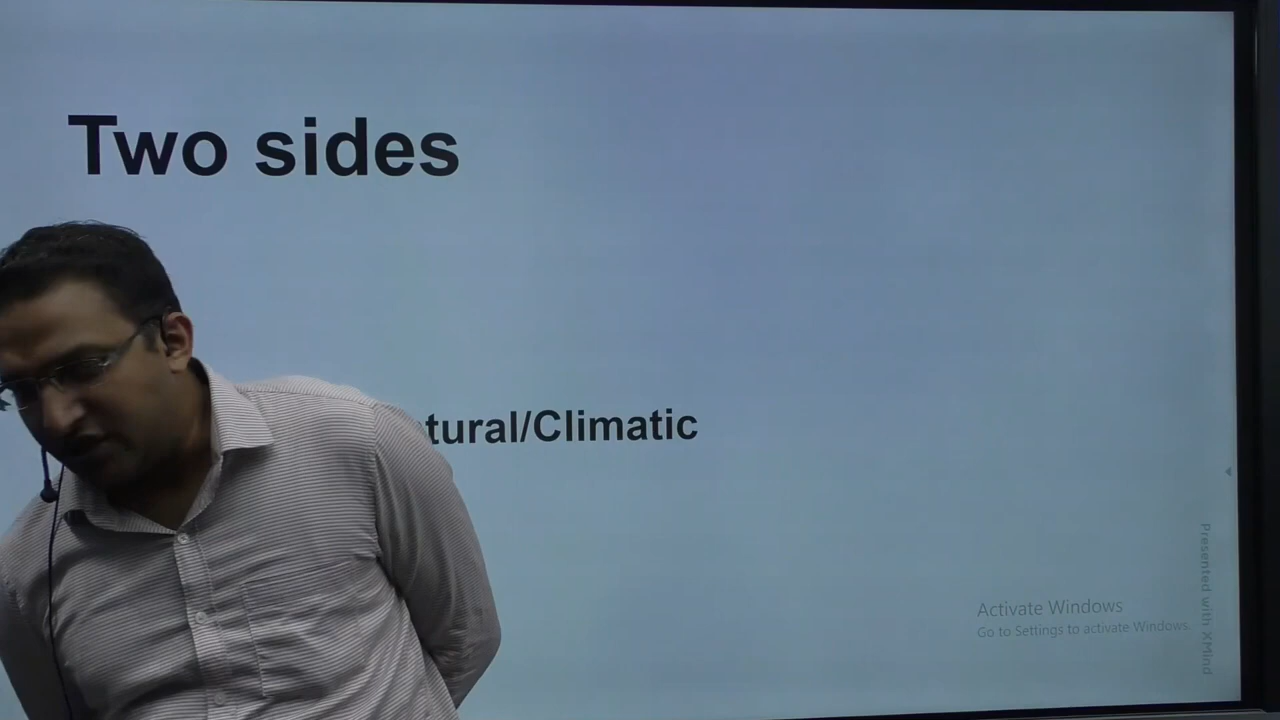 Two sides
tural/Climatic
Activate Windows
Go to Settings to activate Windows.
Presented with XMind